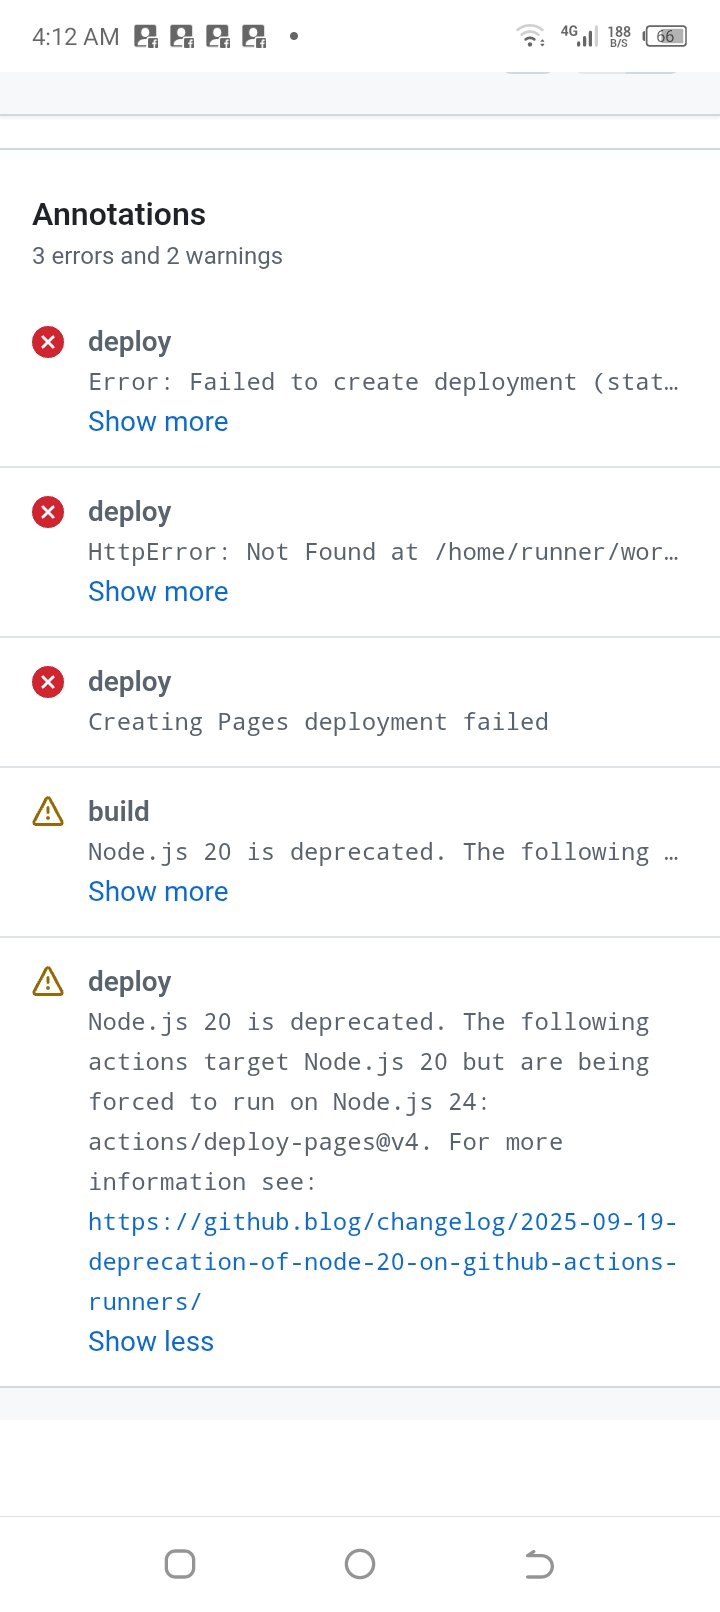 4:12 AM
4G
188
B/S
66
Annotations
3 errors and 2 warnings
deploy
Error: Failed to create deployment (stat…
Show more
deploy
HttpError: Not Found at /home/runner/wor…
Show more
deploy
Creating Pages deployment failed
build
Node.js 20 is deprecated. The following …
Show more
deploy
Node.js 20 is deprecated. The following
actions target Node.js 20 but are being
forced to run on Node.js 24:
actions/deploy-pages@v4. For more
information see:
https://github.blog/changelog/2025-09-19-
deprecation-of-node-20-on-github-actions-
runners/
Show less